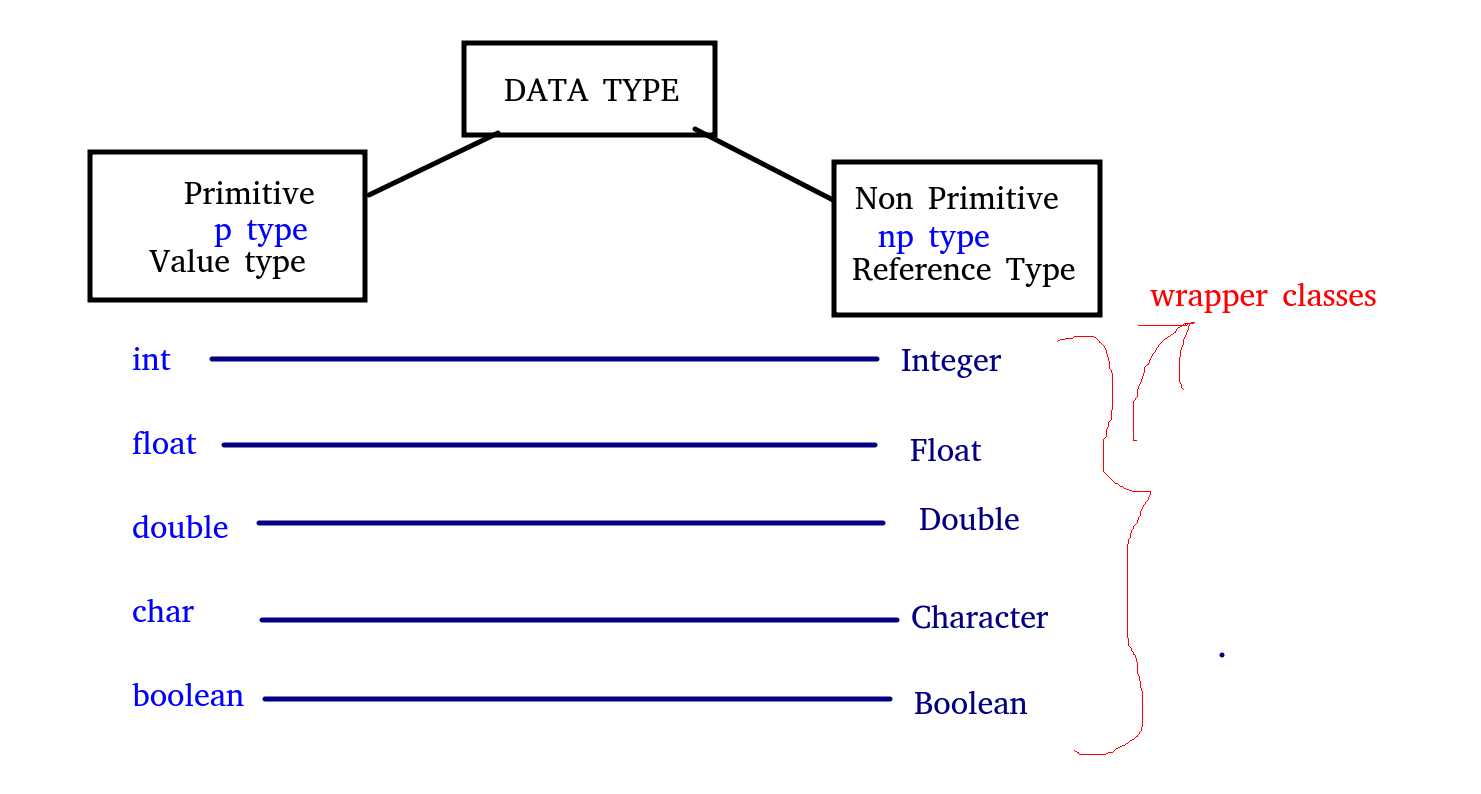 DATA TYPE
Primitive
p type
Value type
Non Primitive
np type
Reference Type
wrapper classes
int
Integer
float
Float
double
Double
char
Character
boolean
Boolean